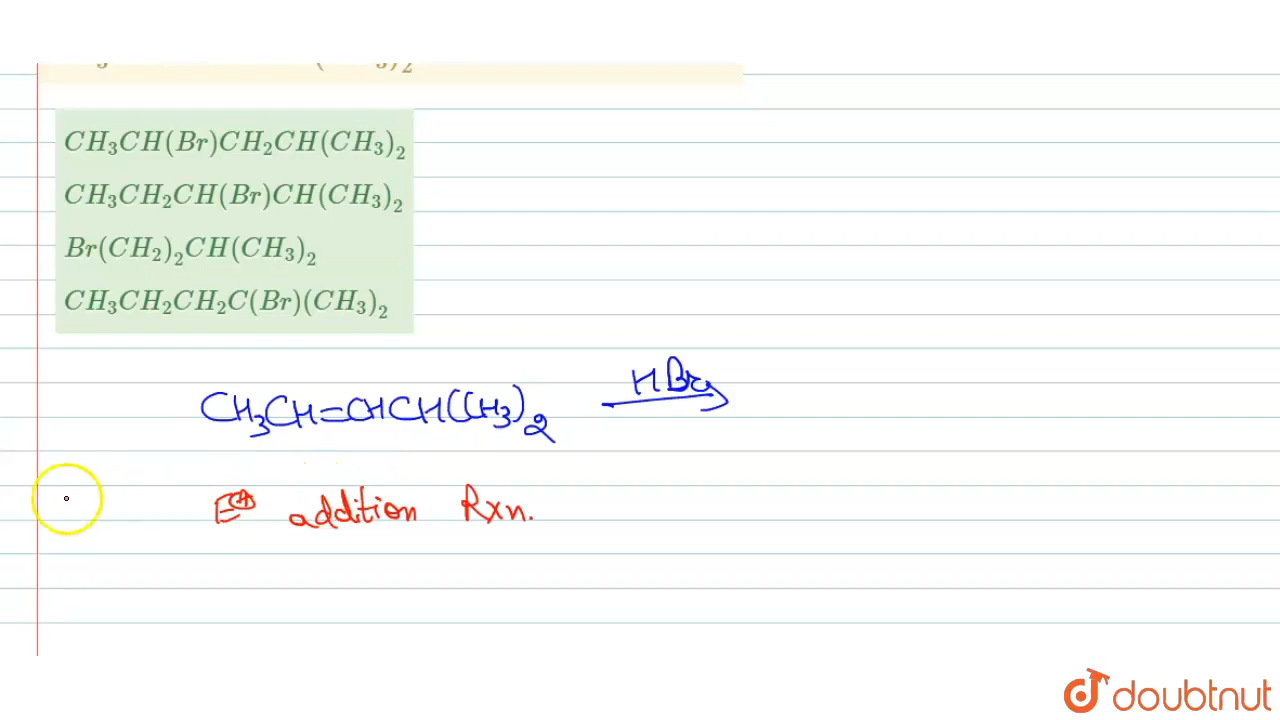 CH₃CH(Br)CH₂CH(CH₃)₂
CH₃CH₂CH(Br)CH(CH₃)₂
Br(CH₂)₂CH(CH₃)₂
CH₃CH₂CH₂C(Br)(CH₃)₂
CH₃CH=CHCH(CH₃)₂ HBr
E⊕ addition Rxn.
doubtnut